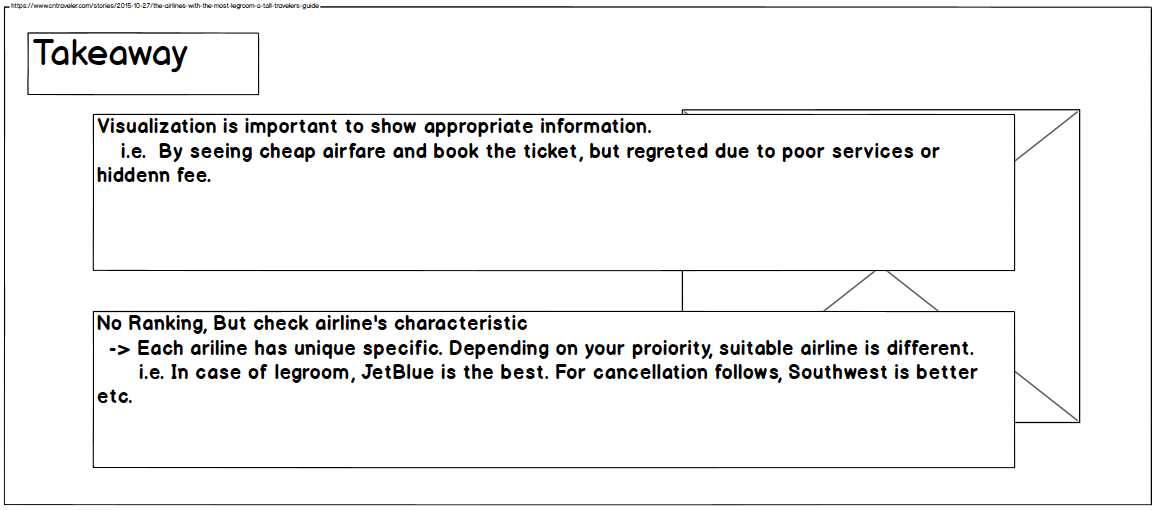 https://www.cntraveler.com/stories/2015-10-27/the-airlines-with-the-most-legroom-a-tall-travelers-guide
Takeaway
Visualization is important to show appropriate information.
i.e. By seeing cheap airfare and book the ticket, but regreted due to poor services or
hiddenn fee.
No Ranking, But check airline's characteristic
-> Each ariline has unique specific. Depending on your proiority, suitable airline is different.
i.e. In case of legroom, JetBlue is the best. For cancellation follows, Southwest is better
etc.